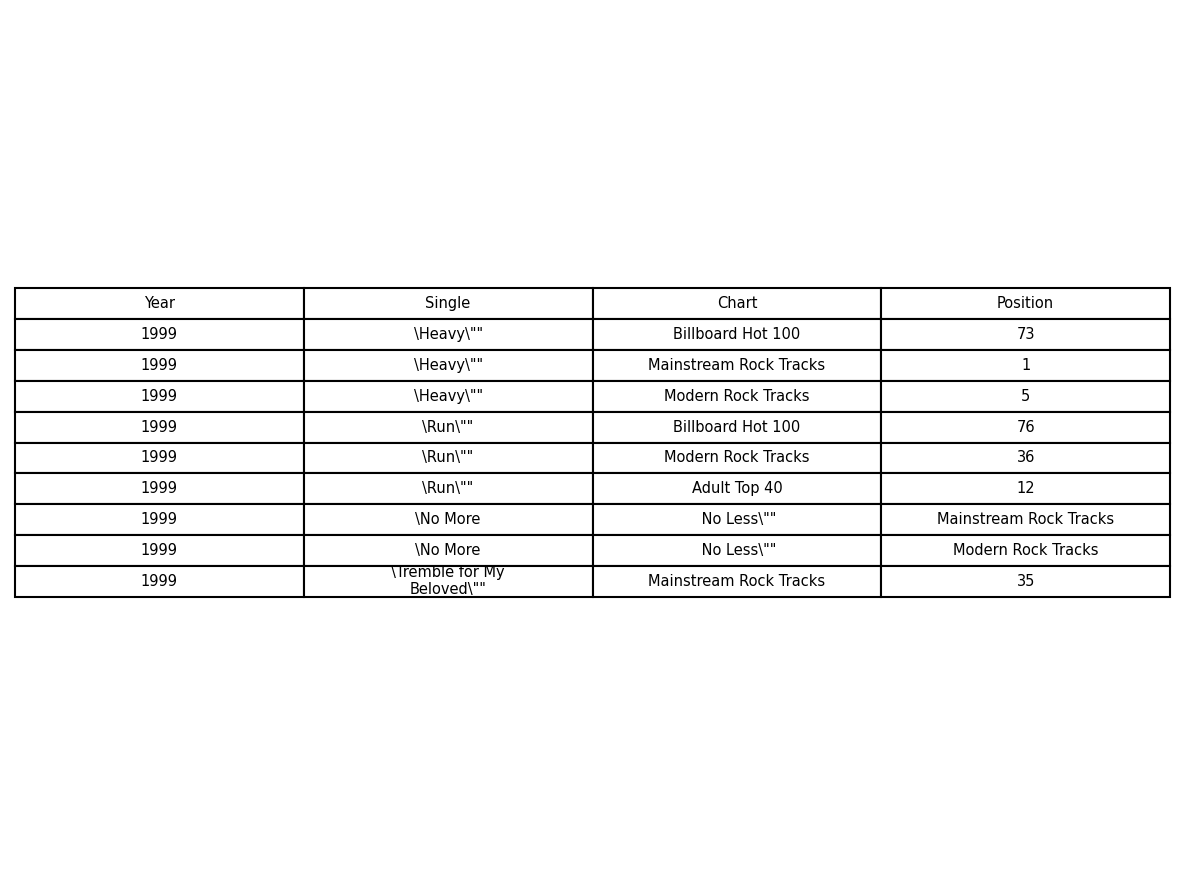 Year Single Chart Position
1999 \Heavy\"" Billboard Hot 100 73
1999 \Heavy\"" Mainstream Rock Tracks 1
1999 \Heavy\"" Modern Rock Tracks 5
1999 \Run\"" Billboard Hot 100 76
1999 \Run\"" Modern Rock Tracks 36
1999 \Run\"" Adult Top 40 12
1999 \No More No Less\"" Mainstream Rock Tracks
1999 \No More No Less\"" Modern Rock Tracks
1999 \Tremble for My
Beloved\"" Mainstream Rock Tracks 35